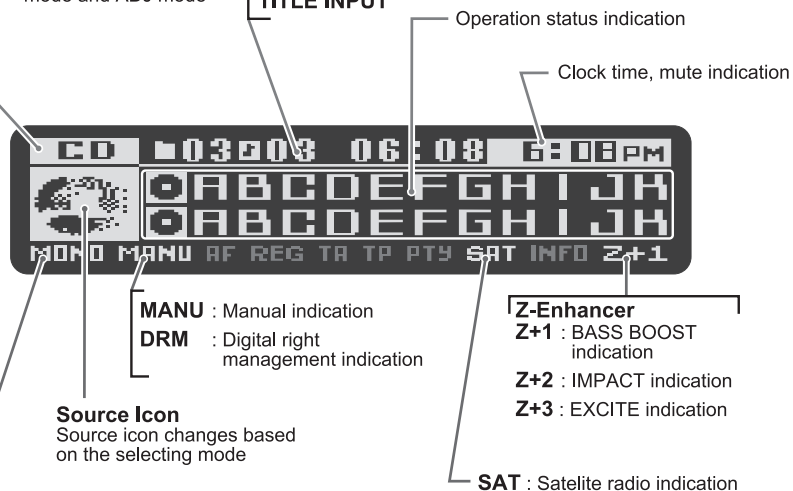 mode and ADJ mode
TITLE INPUT
Operation status indication
Clock time, mute indication
CD 03 03 06:08 6:08PM
ABCDEFGHIJK
ABCDEFGHIJK
MONO MANU AF REG TA TP PTY SAT INFO Z+1
MANU : Manual indication
DRM : Digital right
management indication
Z-Enhancer
Z+1 : BASS BOOST
indication
Z+2 : IMPACT indication
Z+3 : EXCITE indication
Source Icon
Source icon changes based
on the selecting mode
SAT : Satelite radio indication